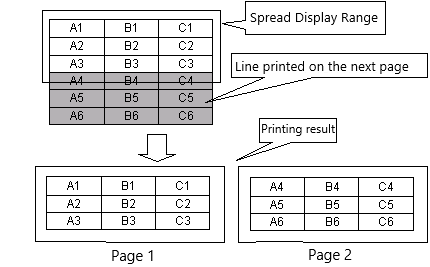 A1 B1 C1
Spread Display Range
A2 B2 C2
A3 B3 C3
A4 B4 C4
Line printed on the next page
A5 B5 C5
A6 B6 C6
Printing result
A1 B1 C1
A2 B2 C2
A3 B3 C3
A4 B4 C4
A5 B5 C5
A6 B6 C6
Page 1
Page 2